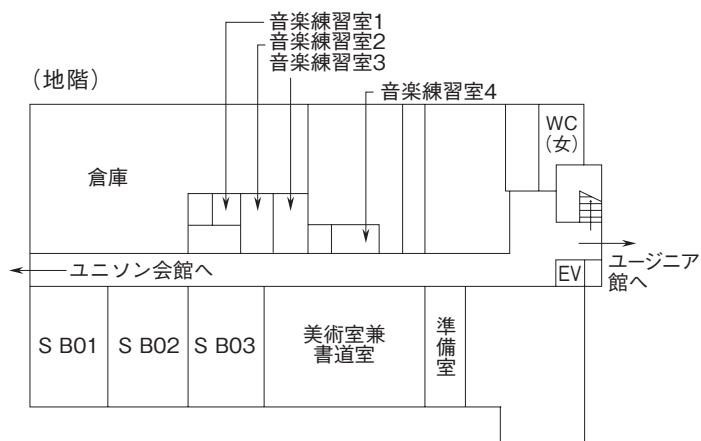 音楽練習室1
音楽練習室2
音楽練習室3
(地階)
音楽練習室4
WC
(女)
倉庫
ユニソン会館へ
ユージニア
館へ
EV
S B01
S B02
S B03
美術室兼
書道室
準
備
室